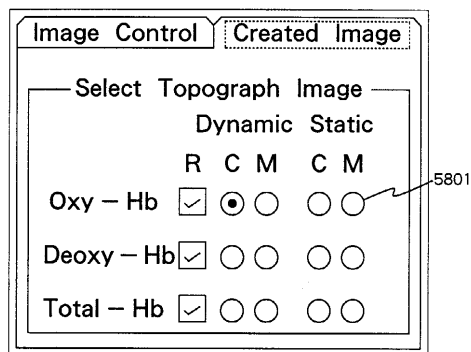 Image Control Created Image
Select Topograph Image
Dynamic Static
R C M C M
Oxy - Hb
5801
Deoxy - Hb
Total - Hb